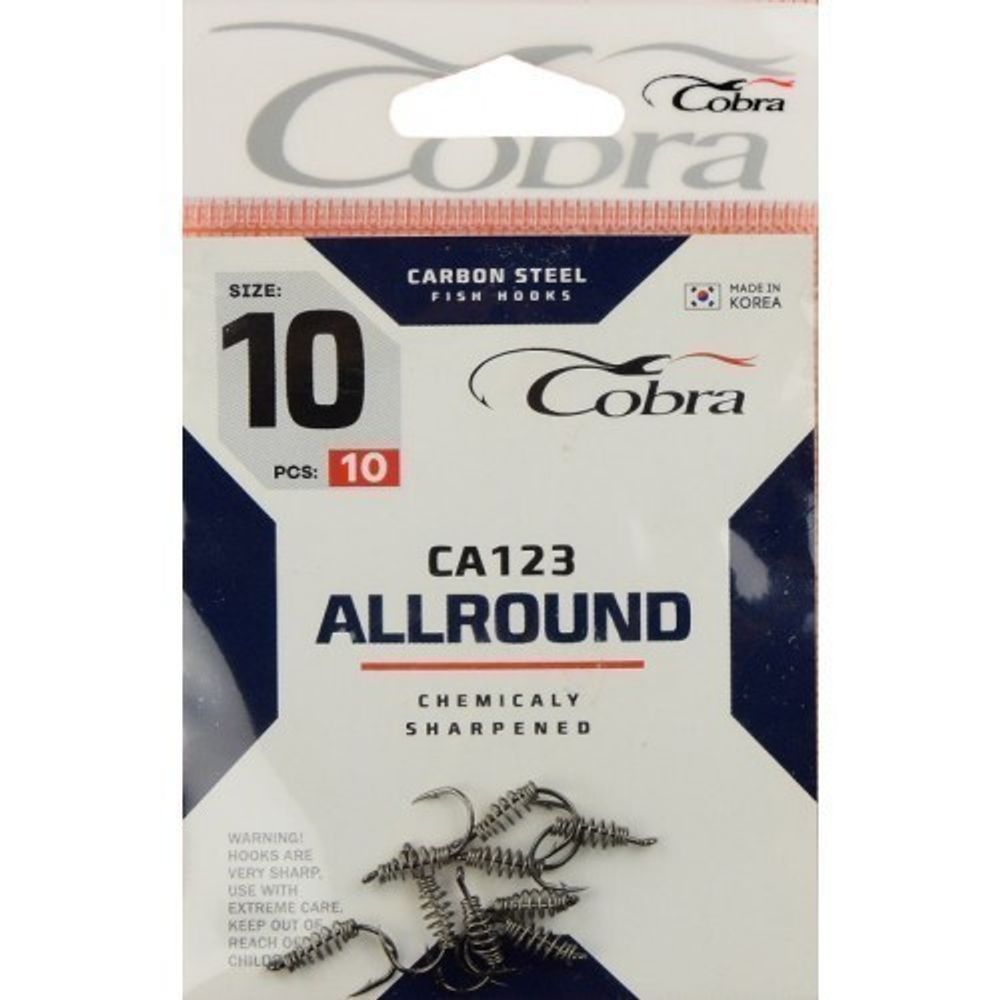 Cobra
Cobra
CARBON STEEL
FISH HOOKS
SIZE:
10
MADE IN
KOREA
Cobra
PCS: 10
CA123
ALLROUND
CHEMICALY
SHARPENED
WARNING!
HOOKS ARE
VERY SHARP.
USE WITH
EXTREME CARE.
KEEP OUT OF
REACH OF